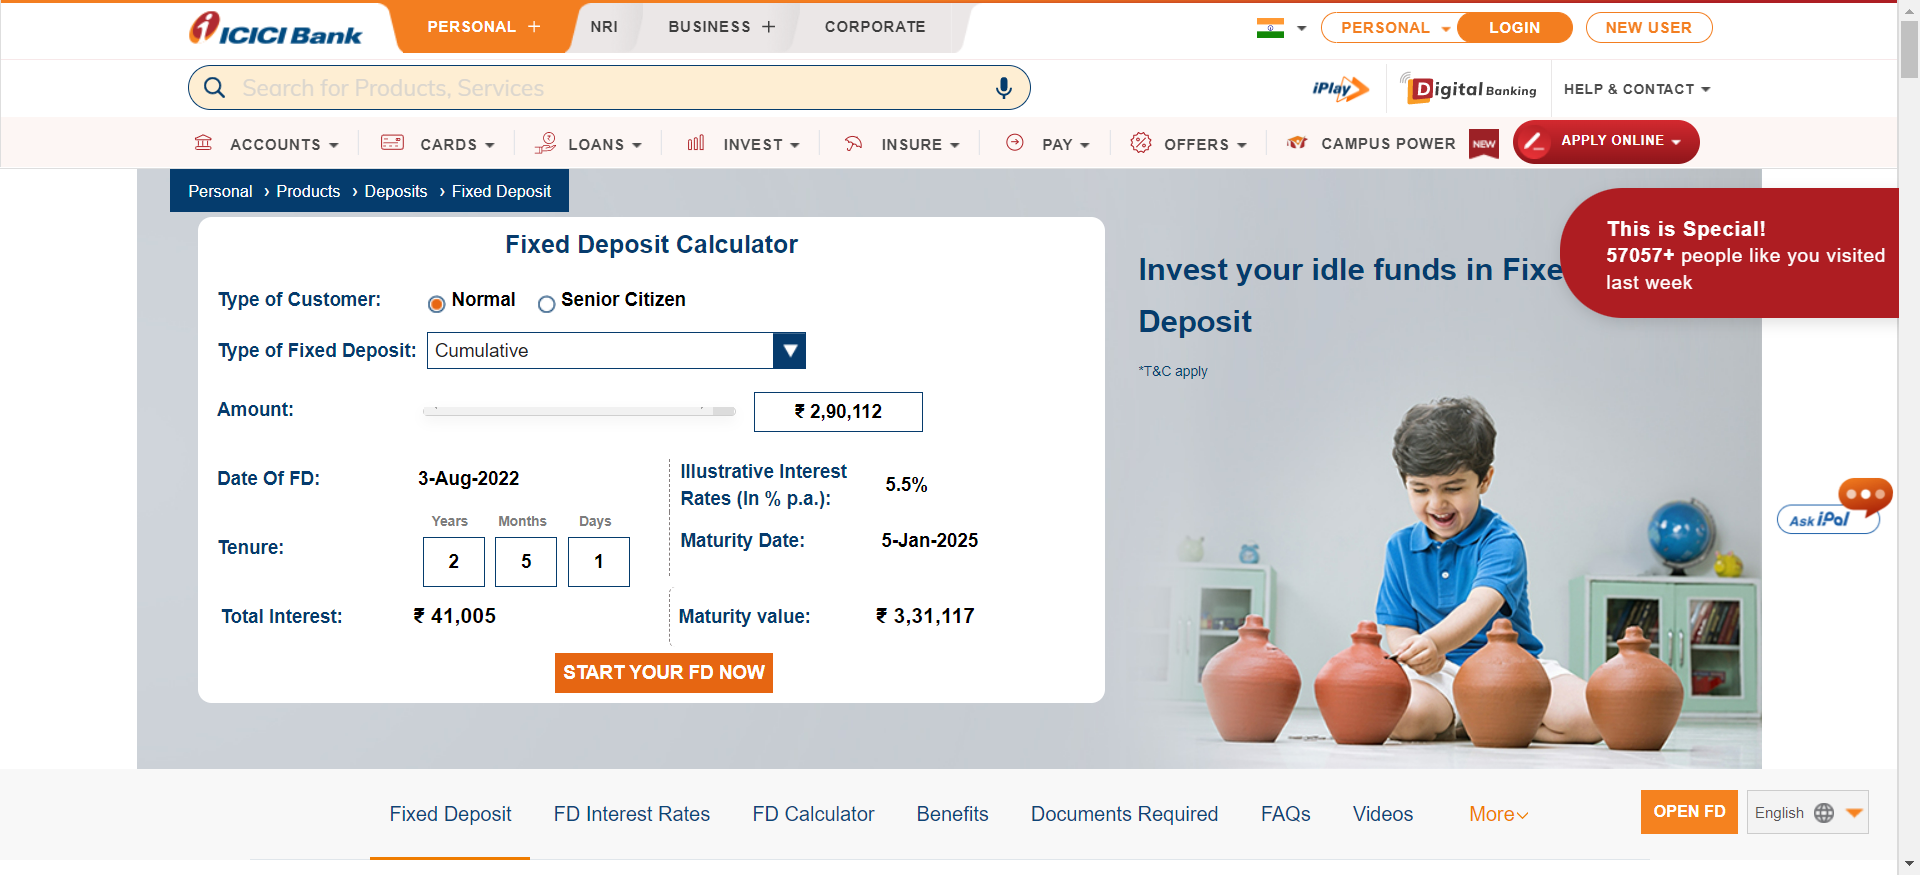 ICICI Bank
PERSONAL +
NRI
BUSINESS +
CORPORATE
PERSONAL
LOGIN
NEW USER
Search for Products, Services
iPlay
Digital Banking
HELP & CONTACT
ACCOUNTS
CARDS
LOANS
INVEST
INSURE
PAY
OFFERS
CAMPUS POWER
NEW
APPLY ONLINE
Personal › Products › Deposits › Fixed Deposit
Fixed Deposit Calculator
Type of Customer:
Normal
Senior Citizen
Type of Fixed Deposit:
Cumulative
Amount:
₹ 2,90,112
Date Of FD:
3-Aug-2022
Years Months Days
Tenure:
2 5 1
Total Interest:
₹ 41,005
Illustrative Interest
Rates (In % p.a.):
5.5%
Maturity Date:
5-Jan-2025
Maturity value:
₹ 3,31,117
START YOUR FD NOW
Invest your idle funds in Fixe
Deposit
*T&C apply
This is Special!
57057+ people like you visited
last week
Ask iPal
Fixed Deposit
FD Interest Rates
FD Calculator
Benefits
Documents Required
FAQs
Videos
More
OPEN FD
English